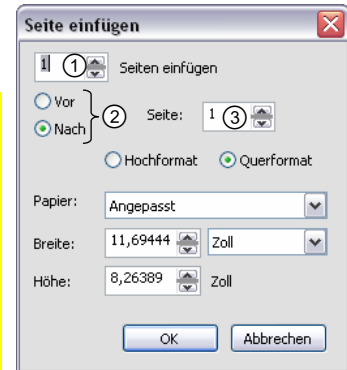 Seite einfügen
1 ① Seiten einfügen
Vor
Nach ② Seite: 1 ③
Hochformat Querformat
Papier: Angepasst
Breite: 11,69444 Zoll
Höhe: 8,26389 Zoll
OK Abbrechen